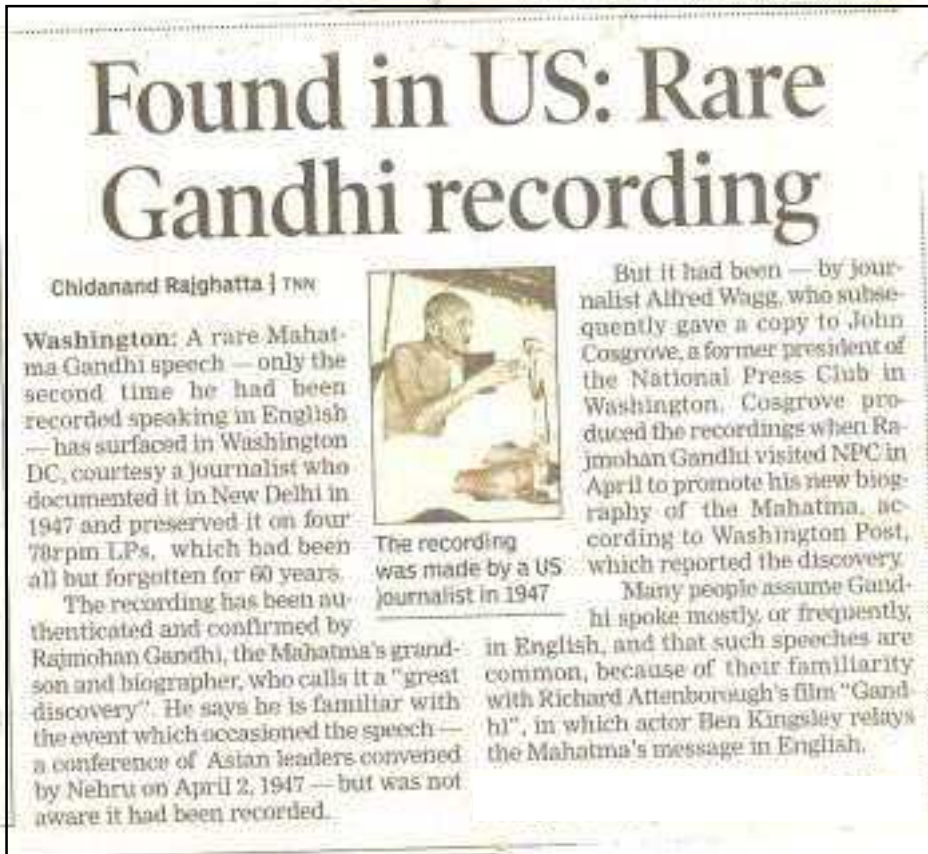 Found in US: Rare
Gandhi recording
Chidanand Rajghatta | TNN
Washington: A rare Mahat-
ma Gandhi speech — only the
second time he had been
recorded speaking in English
— has surfaced in Washington
DC, courtesy a journalist who
documented it in New Delhi in
1947 and preserved it on four
78rpm LPs, which had been
all but forgotten for 60 years.
The recording has been au-
thenticated and confirmed by
Rajmohan Gandhi, the Mahatma's grand-
son and biographer, who calls it a "great
discovery". He says he is familiar with
the event which occasioned the speech —
a conference of Asian leaders convened
by Nehru on April 2, 1947 — but was not
aware it had been recorded.
The recording
was made by a US
journalist in 1947
But it had been — by jour-
nalist Alfred Wagg, who subse-
quently gave a copy to John
Cosgrove, a former president of
the National Press Club in
Washington. Cosgrove pro-
duced the recordings when Ra-
jmohan Gandhi visited NPC in
April to promote his new biog-
raphy of the Mahatma, ac-
cording to Washington Post,
which reported the discovery.
Many people assume Gand-
hi spoke mostly, or frequently,
in English, and that such speeches are
common, because of their familiarity
with Richard Attenborough's film "Gand-
hi", in which actor Ben Kingsley relays
the Mahatma's message in English.